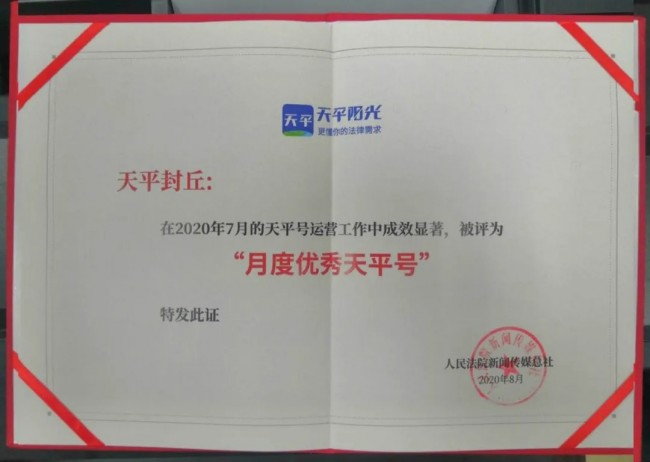 天平
天平阳光
更懂你的法律需求
天平封丘：
在2020年7月的天平号运营工作中成效显著，被评为
“月度优秀天平号”
特发此证
人民法院新闻传媒总社
2020年8月